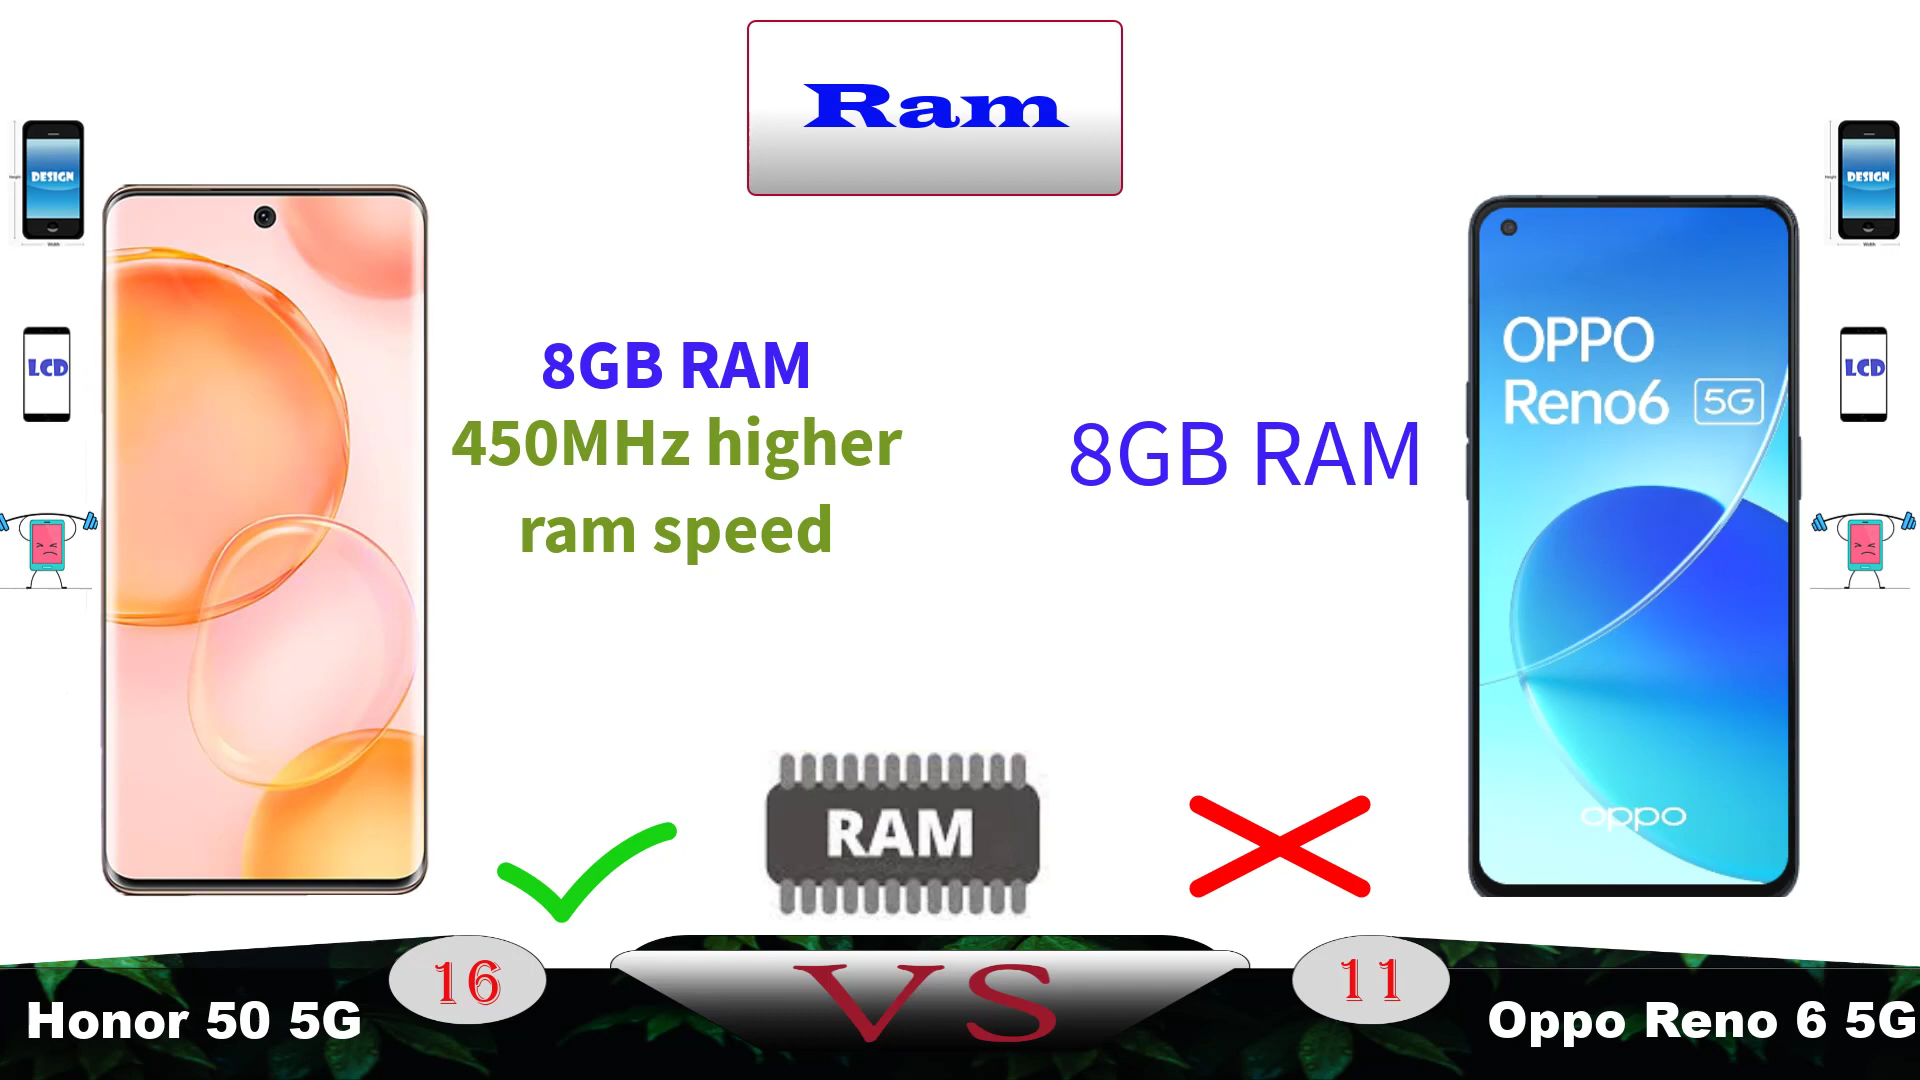 Ram
DESIGN
DESIGN
LCD
LCD
8GB RAM
450MHz higher
ram speed
8GB RAM
OPPO
Reno6 5G
oppo
RAM
16
VS
11
Honor 50 5G
Oppo Reno 6 5G